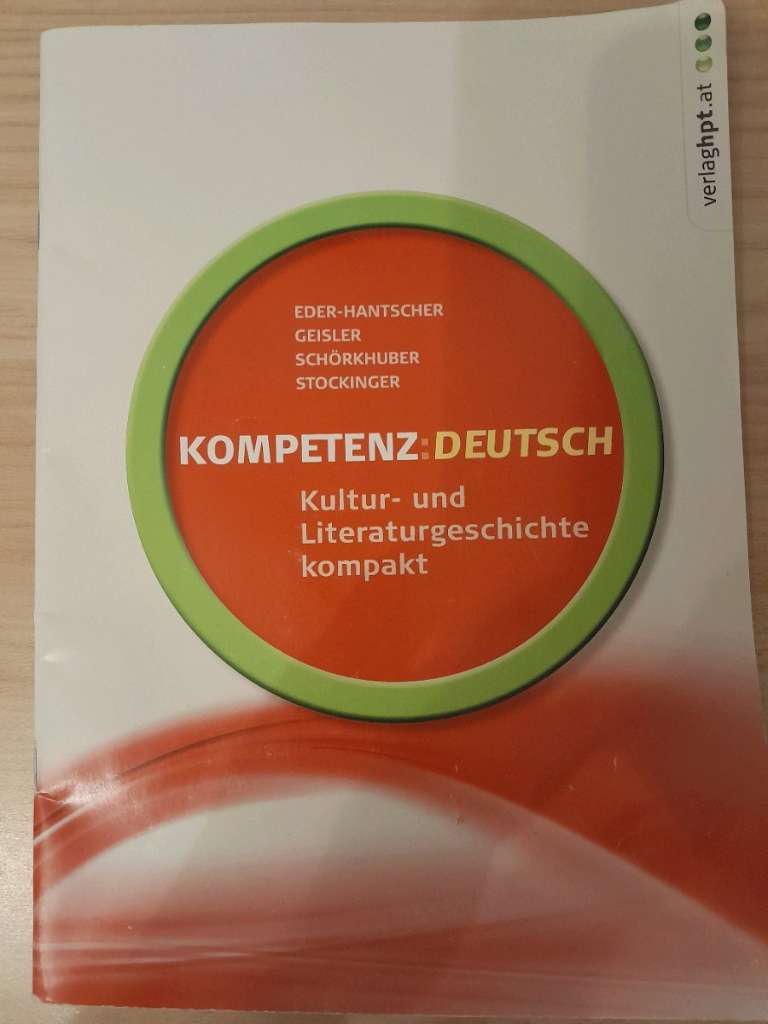 verlaghpt.at
EDER-HANTSCHER
GEISLER
SCHÖRKHUBER
STOCKINGER
KOMPETENZ:DEUTSCH
Kultur- und
Literaturgeschichte
kompakt